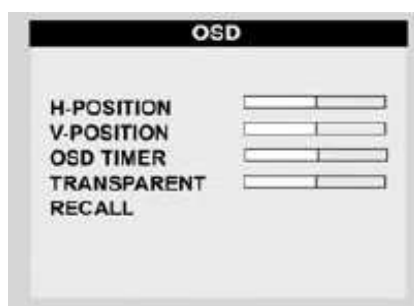 OSD
H-POSITION
V-POSITION
OSD TIMER
TRANSPARENT
RECALL